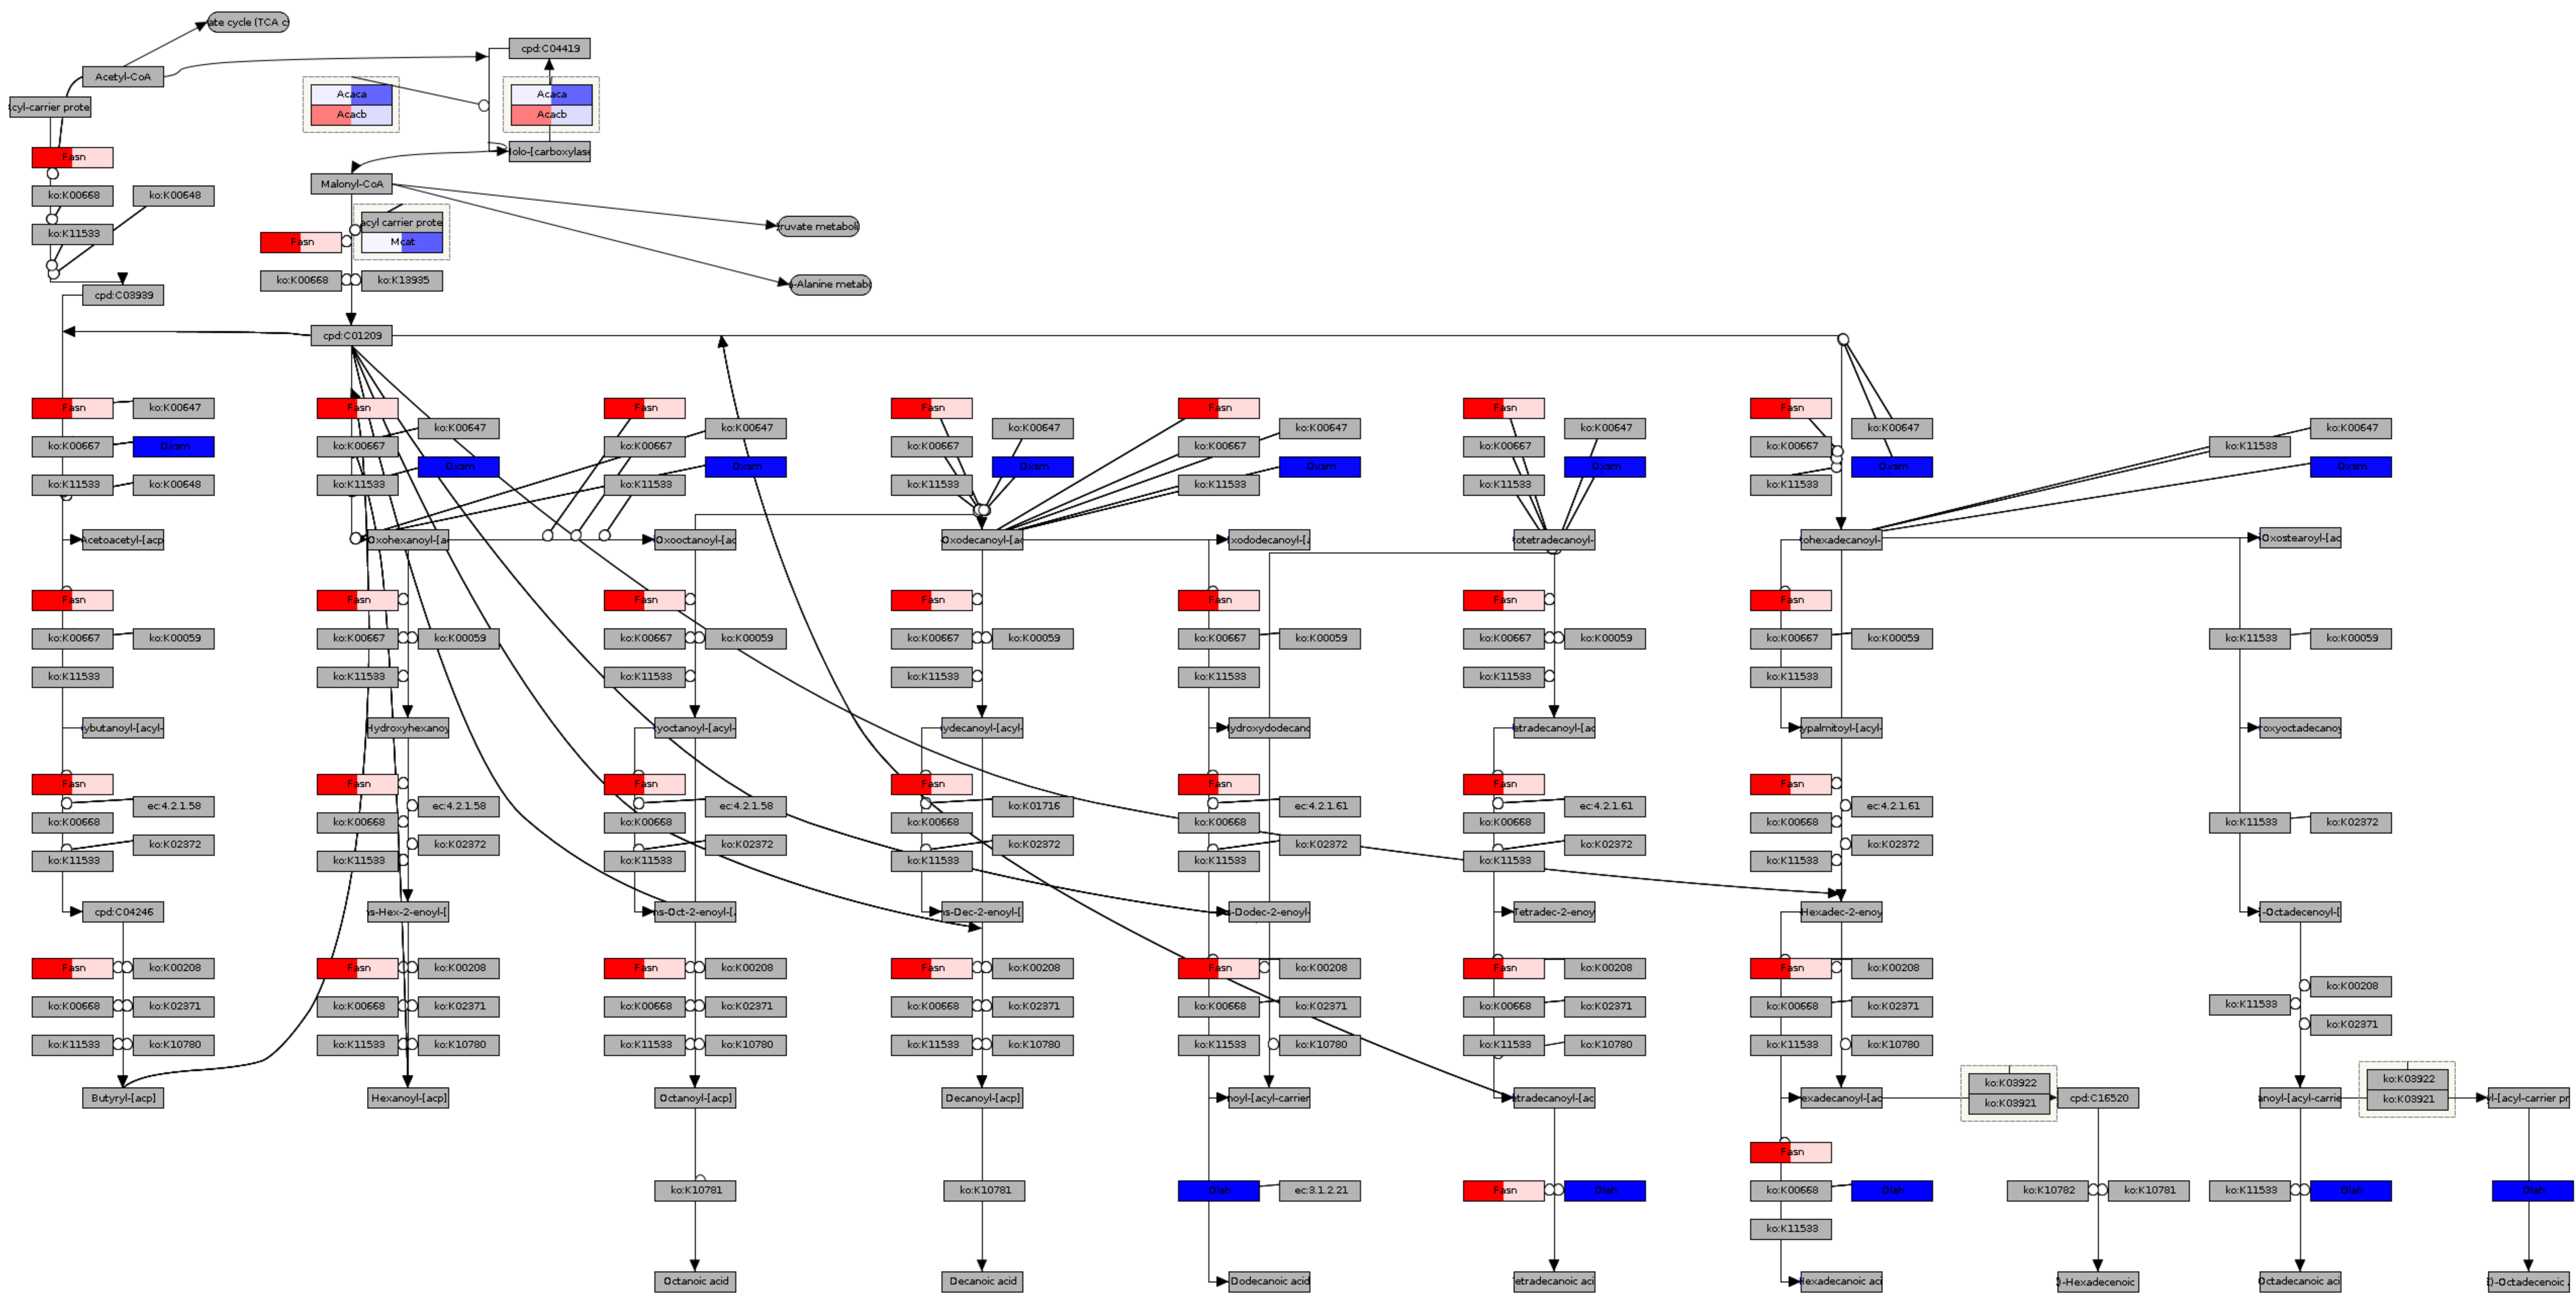 ate cycle (TCA c
cpd:C04419
Acetyl-CoA
Acaca
Acaca
cyl-carrier prote
Acacb
Acacb
Fasn
olo-[carboxylase
Malonyl-CoA
ko:K00668
ko:K00648
acyl carrier prote
ruvate metaboli
ko:K11533
Fasn
Mcat
ko:K00668
ko:K13935
a-Alanine metab
cpd:C03939
cpd:C01209
Fasn
ko:K00647
Fasn
Fasn
Fasn
Fasn
Fasn
Fasn
ko:K00647
ko:K00647
ko:K00647
ko:K00647
ko:K00647
ko:K00647
ko:K00647
ko:K00667
Oxsm
ko:K00667
ko:K00667
ko:K00667
ko:K00667
ko:K00667
ko:K00667
ko:K11533
Oxsm
Oxsm
Oxsm
Oxsm
Oxsm
Oxsm
Oxsm
ko:K11533
ko:K00648
ko:K11533
ko:K11533
ko:K11533
ko:K11533
ko:K11533
ko:K11533
Acetoacetyl-[acp
Oxohexanoyl-[ac
Oxooctanoyl-[ac
Oxodecanoyl-[ac
xododecanoyl-[a
otetradecanoyl-
ohexadecanoyl-
Oxostearoyl-[ac
Fasn
Fasn
Fasn
Fasn
Fasn
Fasn
Fasn
ko:K00667
ko:K00059
ko:K00667
ko:K00059
ko:K00667
ko:K00059
ko:K00667
ko:K00059
ko:K00667
ko:K00059
ko:K00667
ko:K00059
ko:K00667
ko:K00059
ko:K11533
ko:K00059
ko:K11533
ko:K11533
ko:K11533
ko:K11533
ko:K11533
ko:K11533
ko:K11533
ybutanoyl-[acyl-
Hydroxyhexanoy
yoctanoyl-[acyl-
ydecanoyl-[acyl-
ydroxydodecano
etradecanoyl-[ac
ypalmitoyl-[acyl-
roxyoctadecanoy
Fasn
Fasn
Fasn
Fasn
Fasn
Fasn
Fasn
ec:4.2.1.58
ec:4.2.1.58
ec:4.2.1.58
ko:K01716
ec:4.2.1.61
ec:4.2.1.61
ec:4.2.1.61
ko:K00668
ko:K00668
ko:K00668
ko:K00668
ko:K00668
ko:K00668
ko:K00668
ko:K11533
ko:K02372
ko:K02372
ko:K02372
ko:K02372
ko:K02372
ko:K02372
ko:K02372
ko:K02372
ko:K11533
ko:K11533
ko:K11533
ko:K11533
ko:K11533
ko:K11533
ko:K11533
cpd:C04246
ns-Hex-2-enoyl-[
ns-Oct-2-enoyl-[
ns-Dec-2-enoyl-[
s-Dodec-2-enoyl-
Tetradec-2-enoy
Hexadec-2-enoy
-Octadecenoyl-[
Fasn
ko:K00208
Fasn
ko:K00208
Fasn
ko:K00208
Fasn
ko:K00208
Fasn
ko:K00208
Fasn
ko:K00208
Fasn
ko:K00208
ko:K00208
ko:K00668
ko:K02371
ko:K00668
ko:K02371
ko:K00668
ko:K02371
ko:K00668
ko:K02371
ko:K00668
ko:K02371
ko:K00668
ko:K02371
ko:K00668
ko:K02371
ko:K11533
ko:K02371
ko:K11533
ko:K10780
ko:K11533
ko:K10780
ko:K11533
ko:K10780
ko:K11533
ko:K10780
ko:K11533
ko:K10780
ko:K11533
ko:K10780
ko:K11533
ko:K10780
ko:K03922
ko:K03922
Butyryl-[acp]
Hexanoyl-[acp]
Octanoyl-[acp]
Decanoyl-[acp]
noyl-[acyl-carrier
etradecanoyl-[ac
exadecanoyl-[ac
ko:K03921
cpd:C16520
anoyl-[acyl-carrie
ko:K03921
yl-[acyl-carrier pr
Fasn
ko:K10781
ko:K10781
Olah
ec:3.1.2.21
Fasn
Olah
ko:K00668
Olah
ko:K10782
ko:K10781
ko:K11533
Olah
Olah
ko:K11533
Octanoic acid
Decanoic acid
Dodecanoic acid
etradecanoic aci
Hexadecanoic aci
)-Hexadecenoic
Octadecanoic aci
)-Octadecenoic